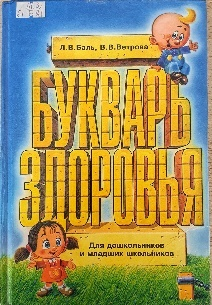 Л.В.Баль, В.В.Ветрова
БУКВАРЬ
ЗДОРОВЬЯ
Для дошкольников
и младших школьников